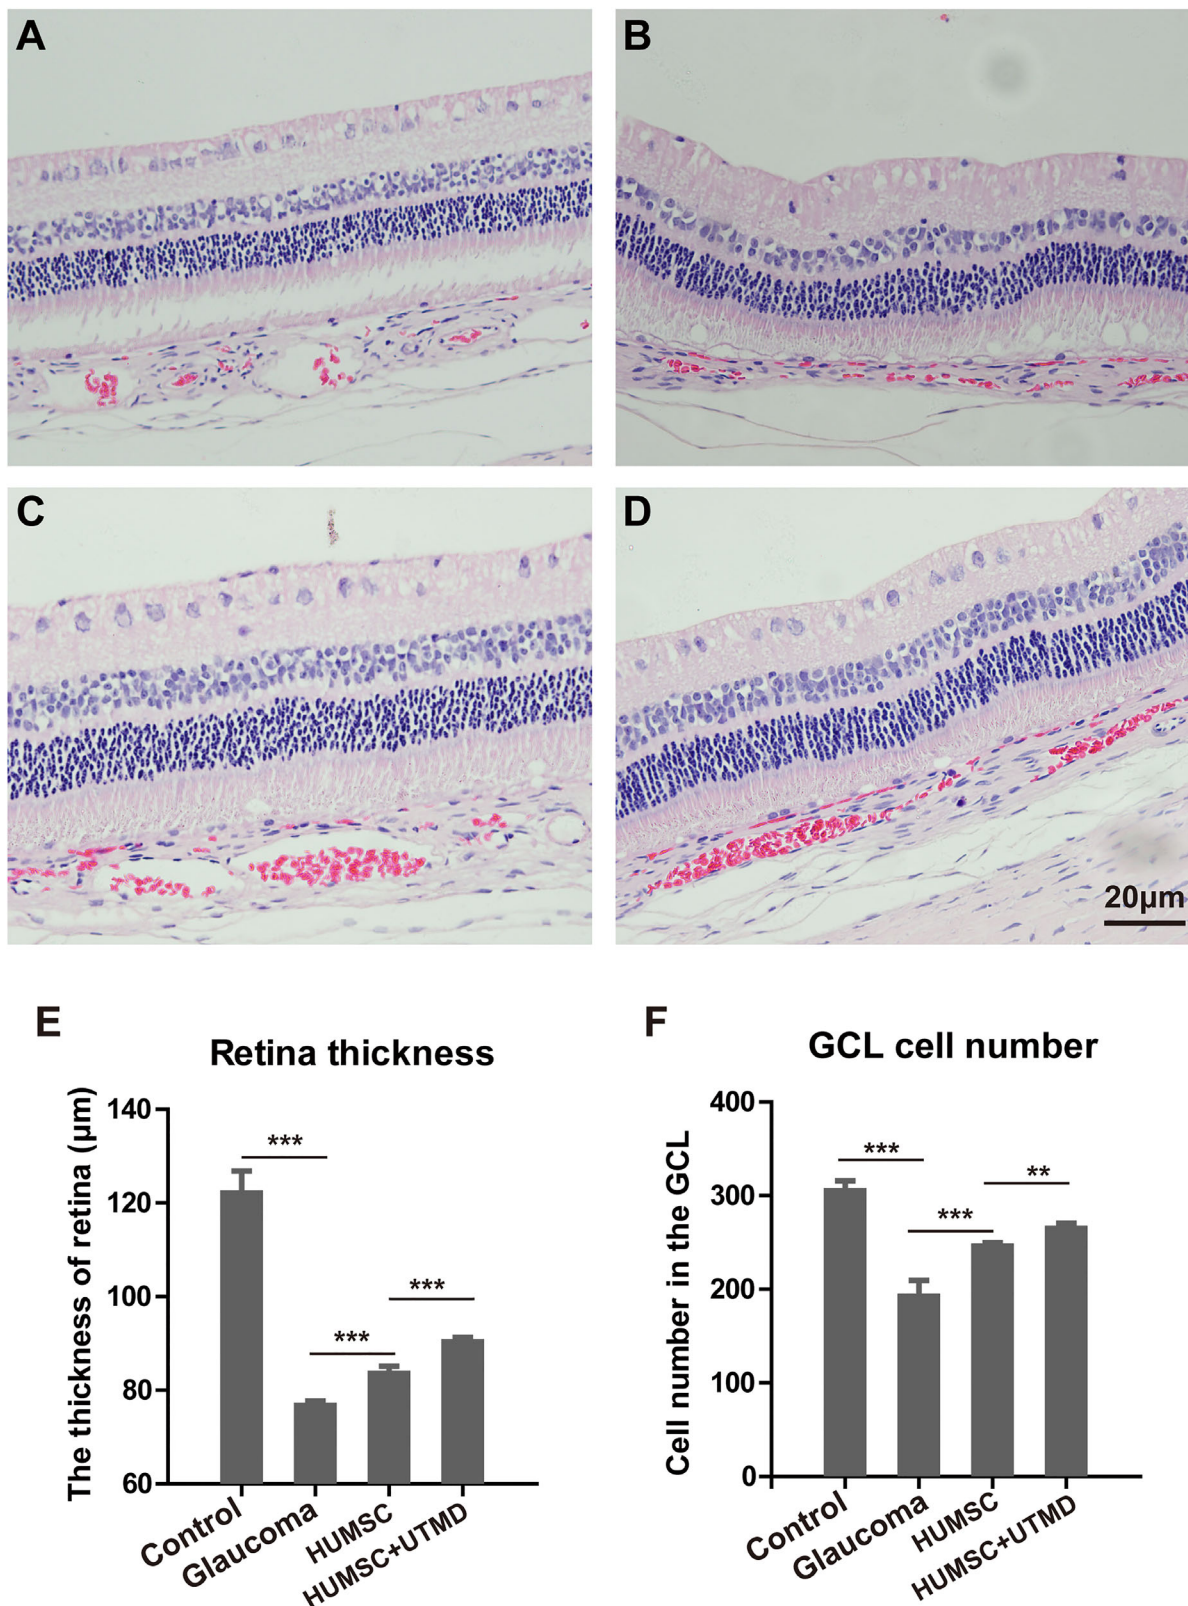 A
B
C
D
20μm
E
Retina thickness
The thickness of retina (μm)
140
120
100
80
60
***
***
***
Control
Glaucoma
HUMSC
HUMSC+UTMD
F
GCL cell number
Cell number in the GCL
400
300
200
100
0
***
***
**
Control
Glaucoma
HUMSC
HUMSC+UTMD